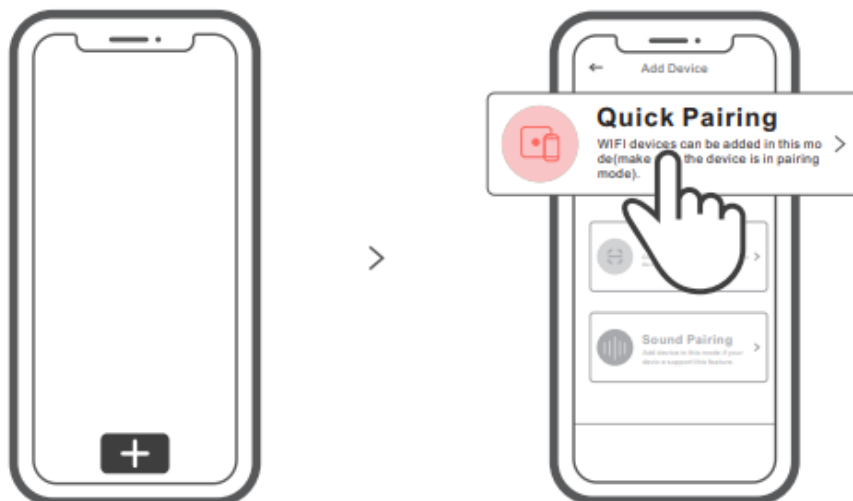 Add Device
Quick Pairing
WIFI devices can be added in this mo
de(make the device is in pairing
mode).
Sound Pairing
Add device in this mode if your
device support this feature.